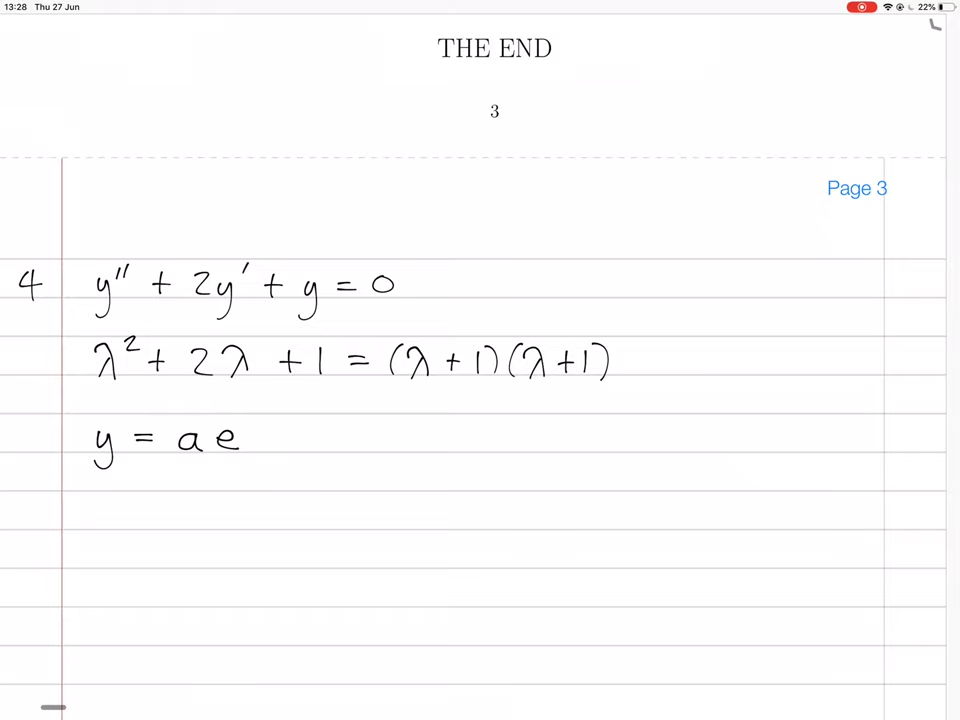 13:28 Thu 27 Jun 22%
THE END
3
Page 3
4 y'' + 2y' + y = 0
λ² + 2λ + 1 = (λ + 1)(λ + 1)
y = a e